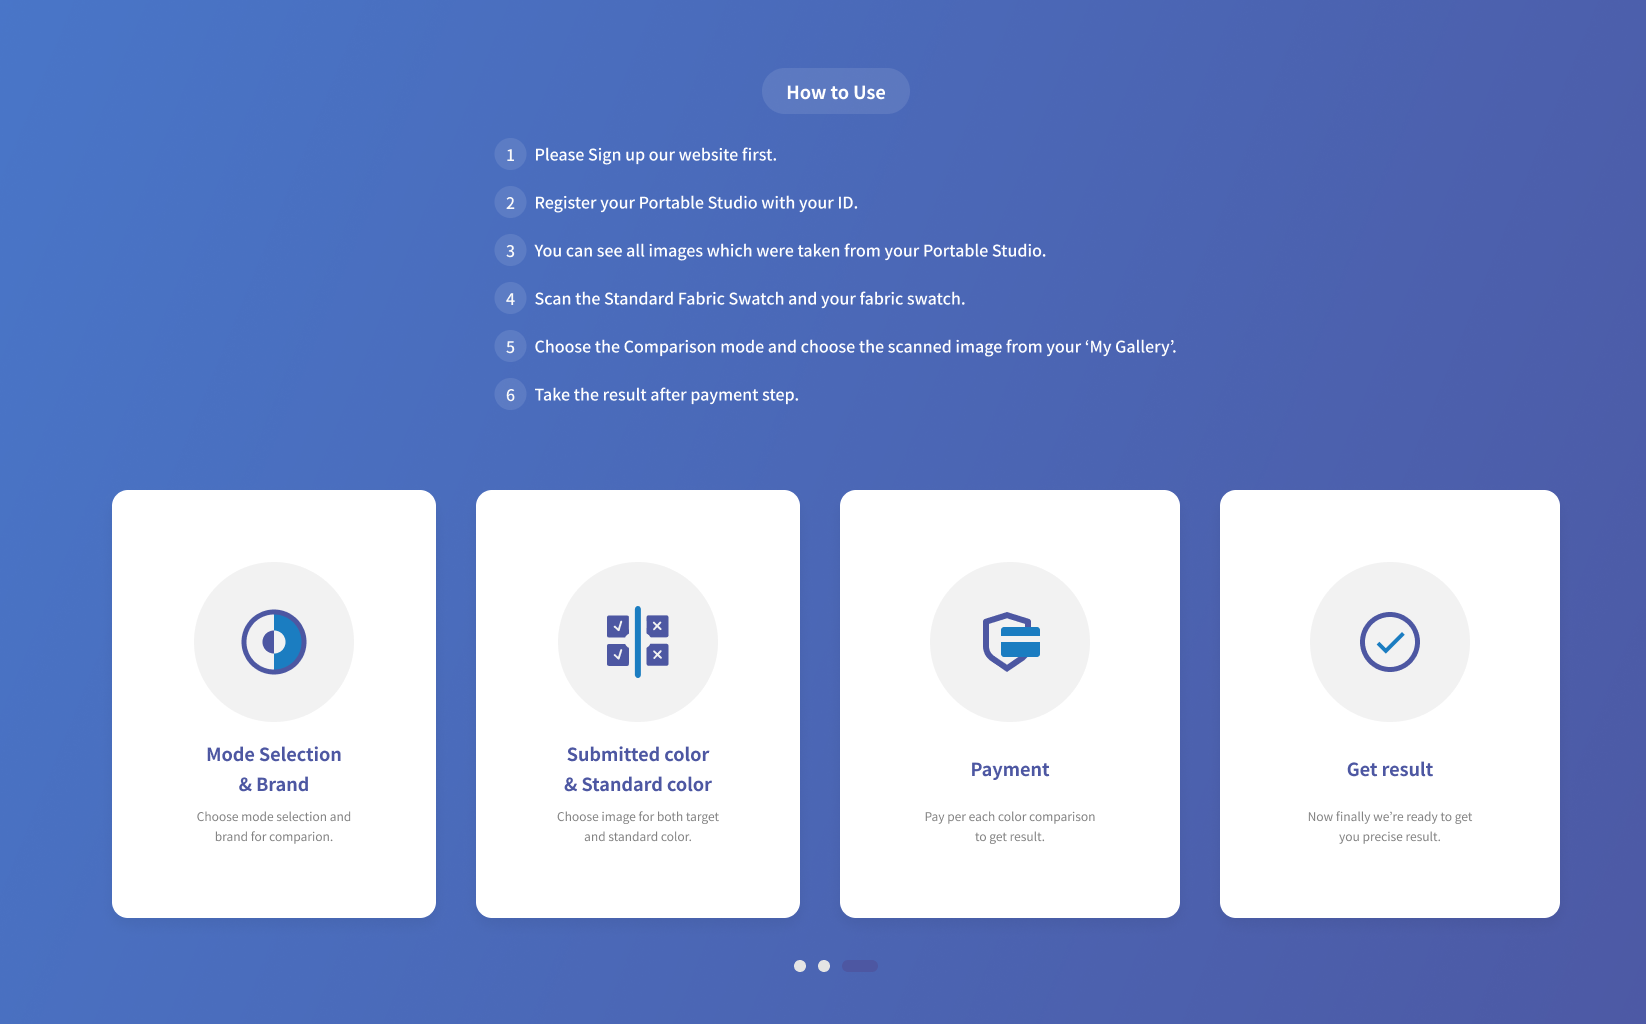 How to Use
1 Please Sign up our website first.
2 Register your Portable Studio with your ID.
3 You can see all images which were taken from your Portable Studio.
4 Scan the Standard Fabric Swatch and your fabric swatch.
5 Choose the Comparison mode and choose the scanned image from your ‘My Gallery’.
6 Take the result after payment step.
Mode Selection
& Brand
Choose mode selection and
brand for comparion.
Submitted color
& Standard color
Choose image for both target
and standard color.
Payment
Pay per each color comparison
to get result.
Get result
Now finally we're ready to get
you precise result.